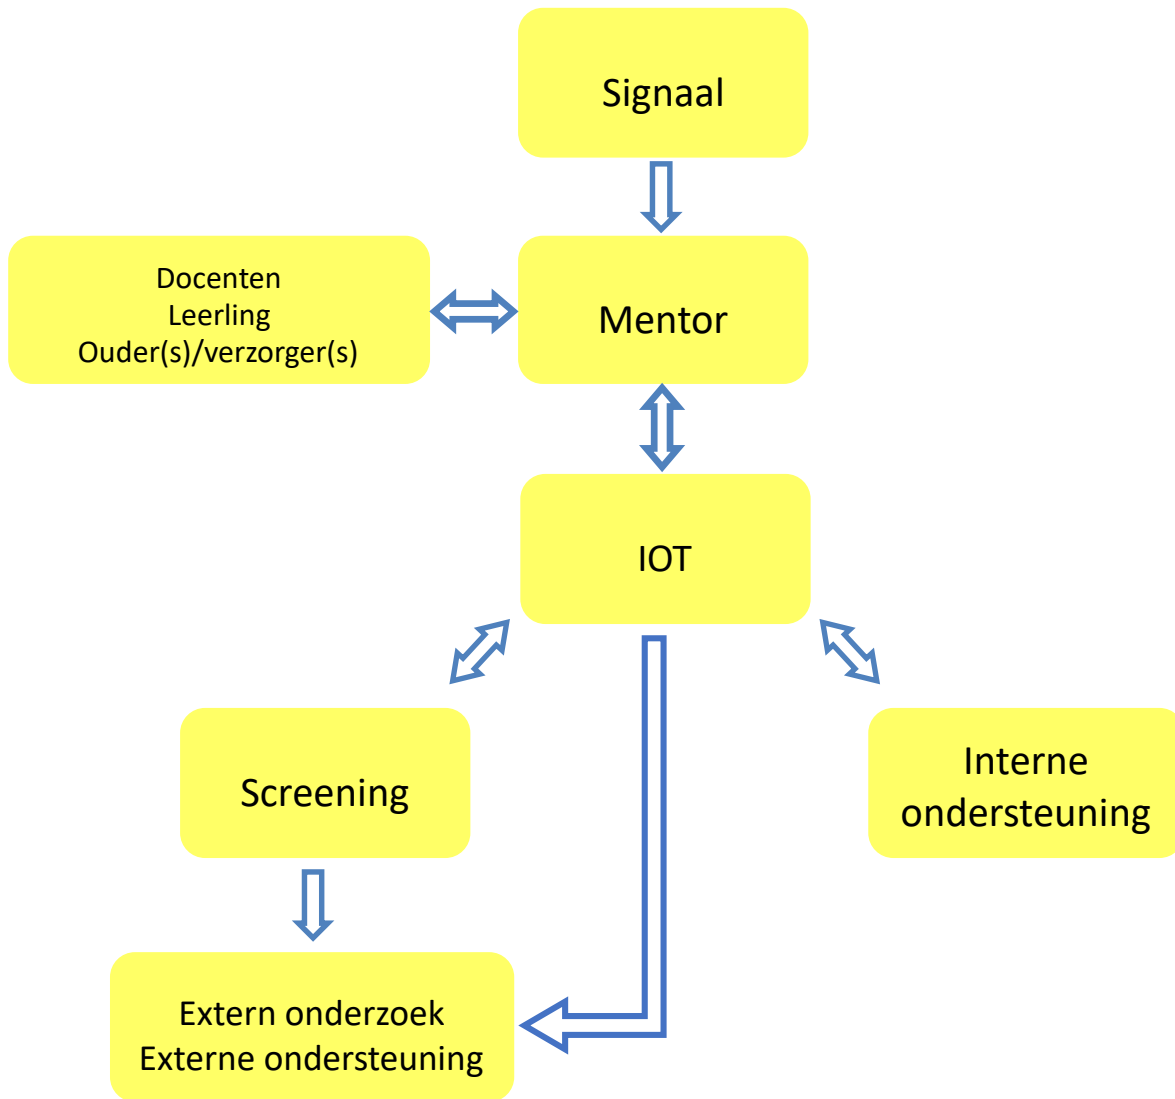 Signaal
Docenten
Leerling
Ouder(s)/verzorger(s)
Mentor
IOT
Screening
Interne
ondersteuning
Extern onderzoek
Externe ondersteuning